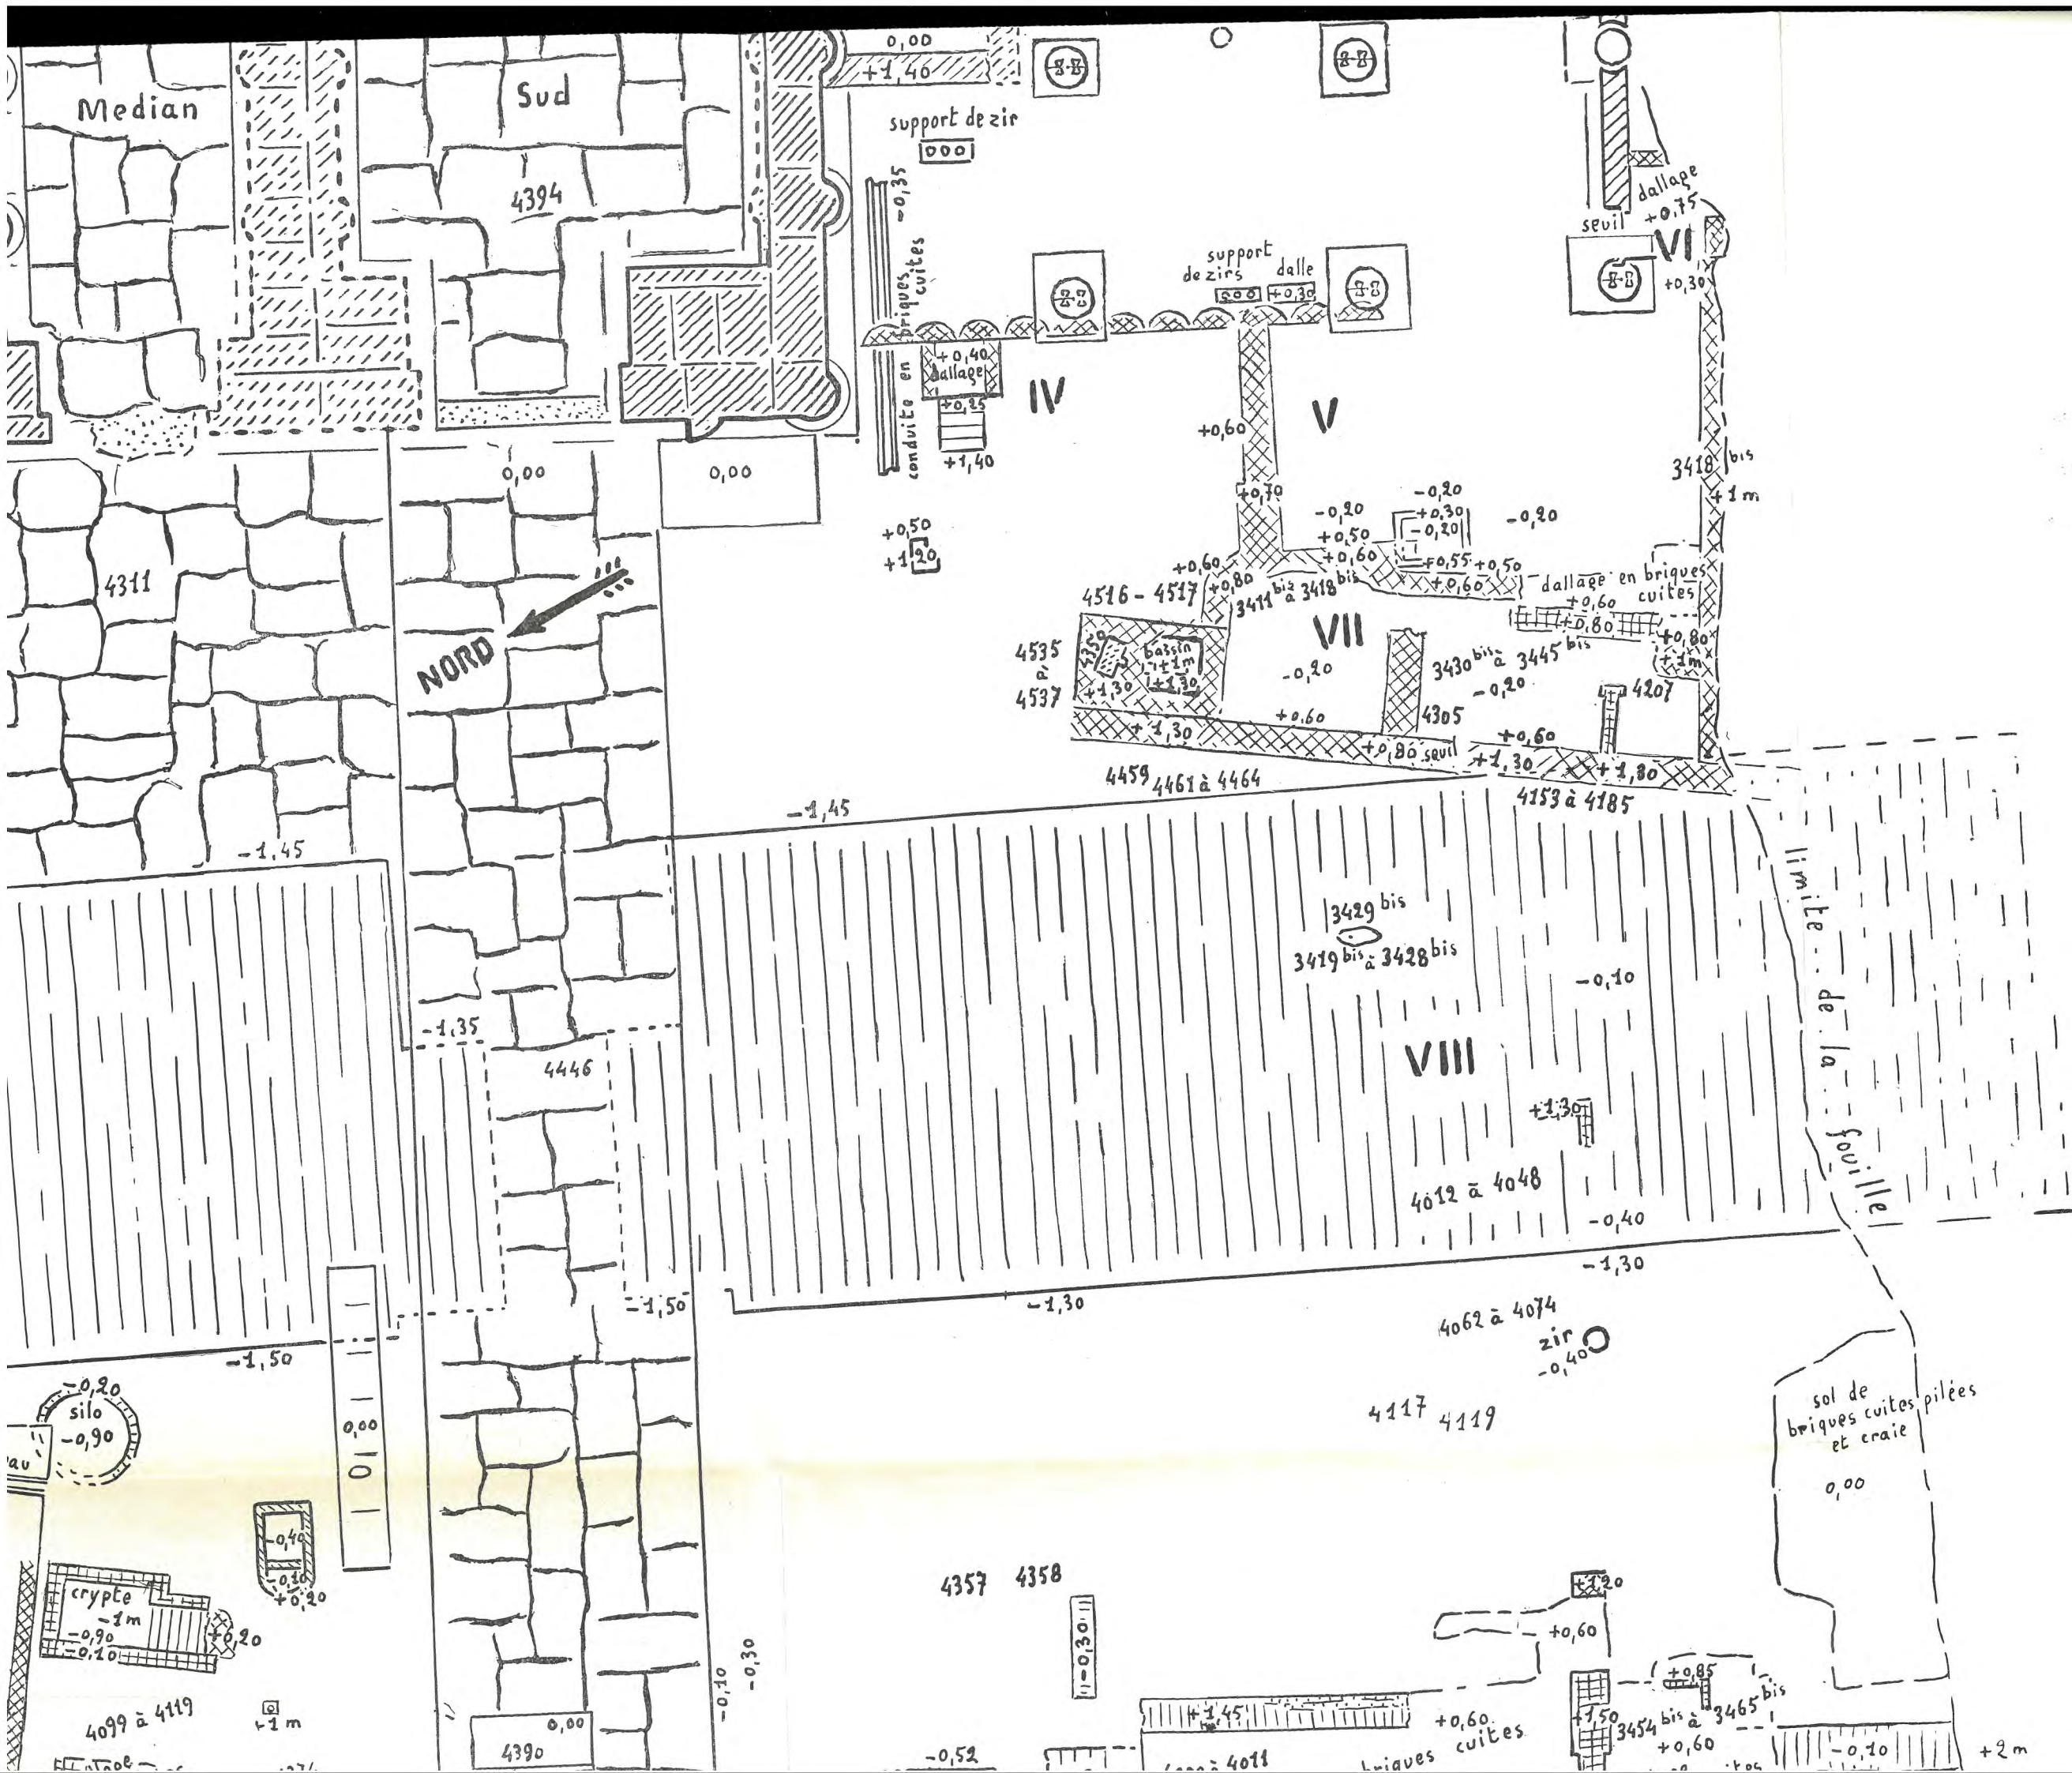 0,00
+1,40
Median
Sud
support de zir
4394
-0,35
conduite en briques cuites
dallage
+0,75
seuil
VI
+0,30
support
de zirs
dalle
+0,30
+0,40
dallage
+0,25
+1,40
IV
V
+0,60
+0,70
3418 bis
+1m
0,00
0,00
+0,50
+1,20
-0,20
-0,20
+0,30
-0,20
-0,20
+0,50
+0,60
+0,55
+0,50
+0,60
+0,60
+0,80
4311
4516 - 4517
3411 bis à 3418 bis
dallage en briques
cuites
+0,60
+0,80
+0,80
+1m
VII
NORD
4535
à
4537
bassin
+1m
+1,30
+1,30
-0,20
3430 bis à 3445 bis
-0,20
4207
4305
+0,60
+1,30
+0,80 seuil
+0,60
+1,30
+1,30
4459
4461 à 4464
4153 à 4185
-1,45
-1,45
limite de la fouille
3429 bis
3419 bis à 3428 bis
-0,10
-1,35
4446
VIII
+1,30
4012 à 4048
-0,40
-1,30
-1,30
-1,50
-1,50
4062 à 4074
zir
-0,40
-0,20
silo
-0,90
0,00
4117
4119
sol de
briques cuites pilées
et craie
0,00
-0,40
-0,10
+0,20
crypte
-1m
-0,90
-0,10
+0,20
4357
4358
-0,30
+1,20
+0,60
-0,10
-0,30
4099 à 4119
+1m
0,00
4390
+1,45
+0,60
briques cuites
+0,85
+1,50
3454 bis à 3465 bis
+0,60
-0,52
à 4011
-0,10
+2m